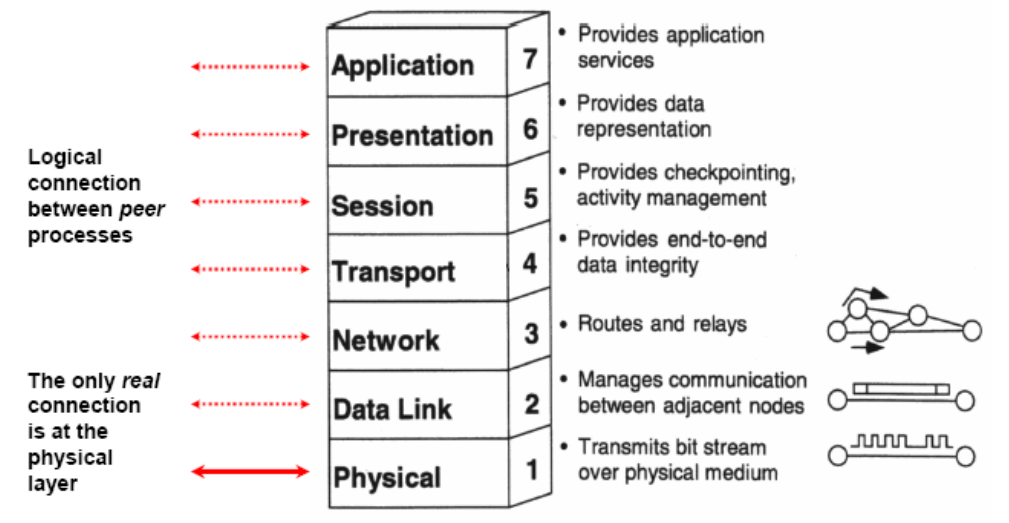 Application 7
• Provides application
services
Presentation 6
• Provides data
representation
Logical
connection
between peer
processes
Session 5
• Provides checkpointing,
activity management
Transport 4
• Provides end-to-end
data integrity
Network 3
• Routes and relays
The only real
connection
is at the
physical
layer
Data Link 2
• Manages communication
between adjacent nodes
Physical 1
• Transmits bit stream
over physical medium